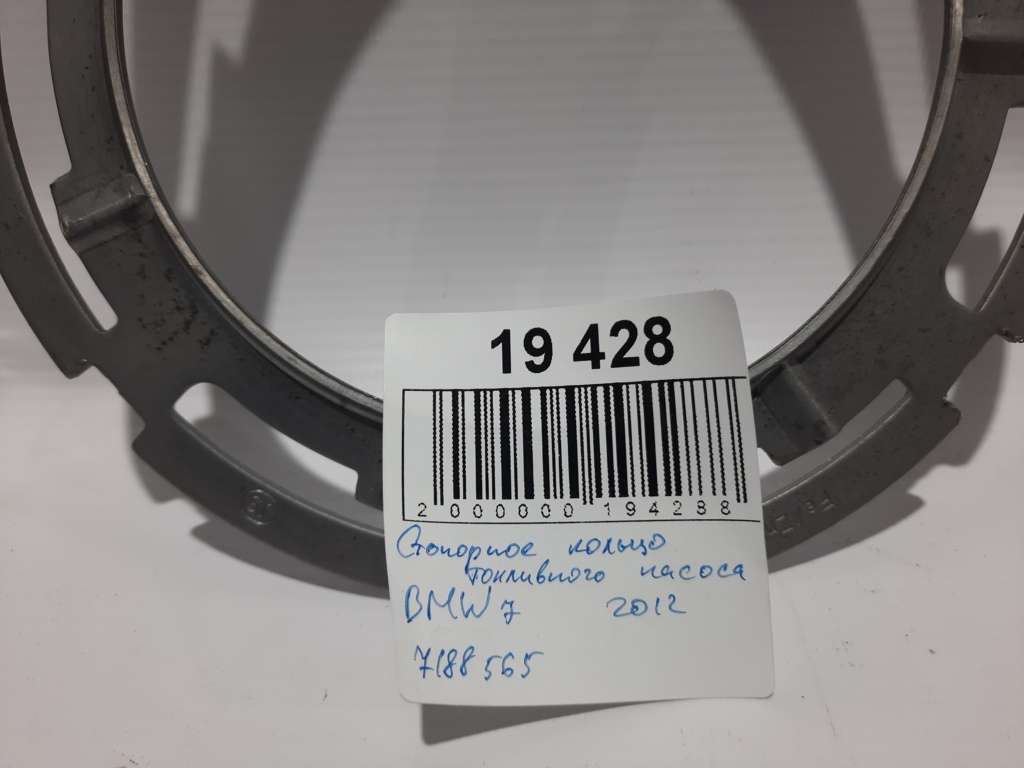 19 428
2 000000 194288
Стопорное кольцо
топливного насоса
BMW 7 2012
7188565